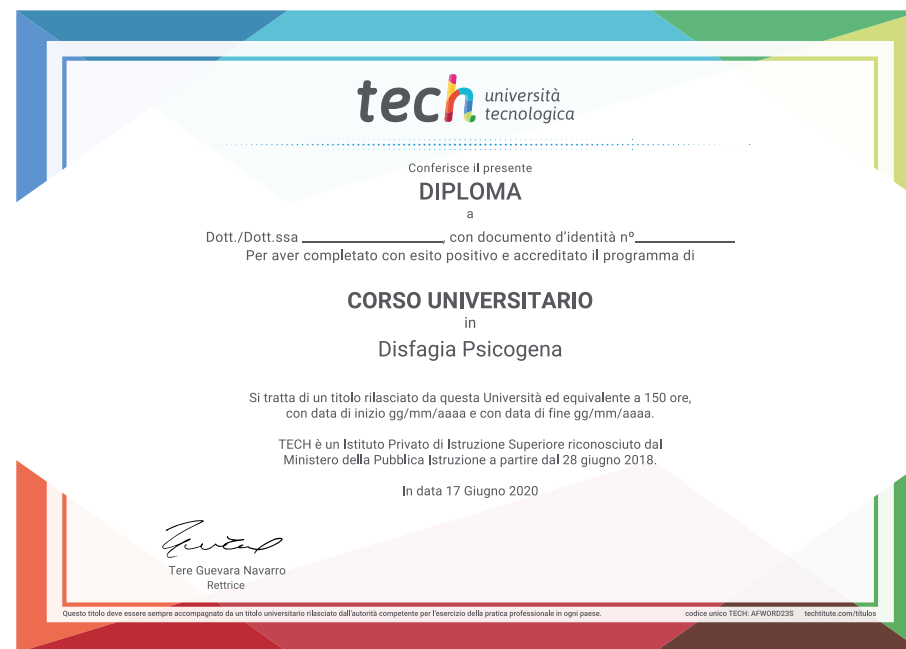 tech università
tecnologica
Conferisce il presente
DIPLOMA
a
Dott./Dott.ssa ____________________, con documento d'identità nº______________
Per aver completato con esito positivo e accreditato il programma di
CORSO UNIVERSITARIO
in
Disfagia Psicogena
Si tratta di un titolo rilasciato da questa Università ed equivalente a 150 ore,
con data di inizio gg/mm/aaaa e con data di fine gg/mm/aaaa.
TECH è un Istituto Privato di Istruzione Superiore riconosciuto dal
Ministero della Pubblica Istruzione a partire dal 28 giugno 2018.
In data 17 Giugno 2020
Tere Guevara Navarro
Rettrice
Questo titolo deve essere sempre accompagnato da un titolo universitario rilasciato dall'autorità competente per l'esercizio della pratica professionale in ogni paese. codice unico TECH: AFWORD23S techtitute.com/titulos